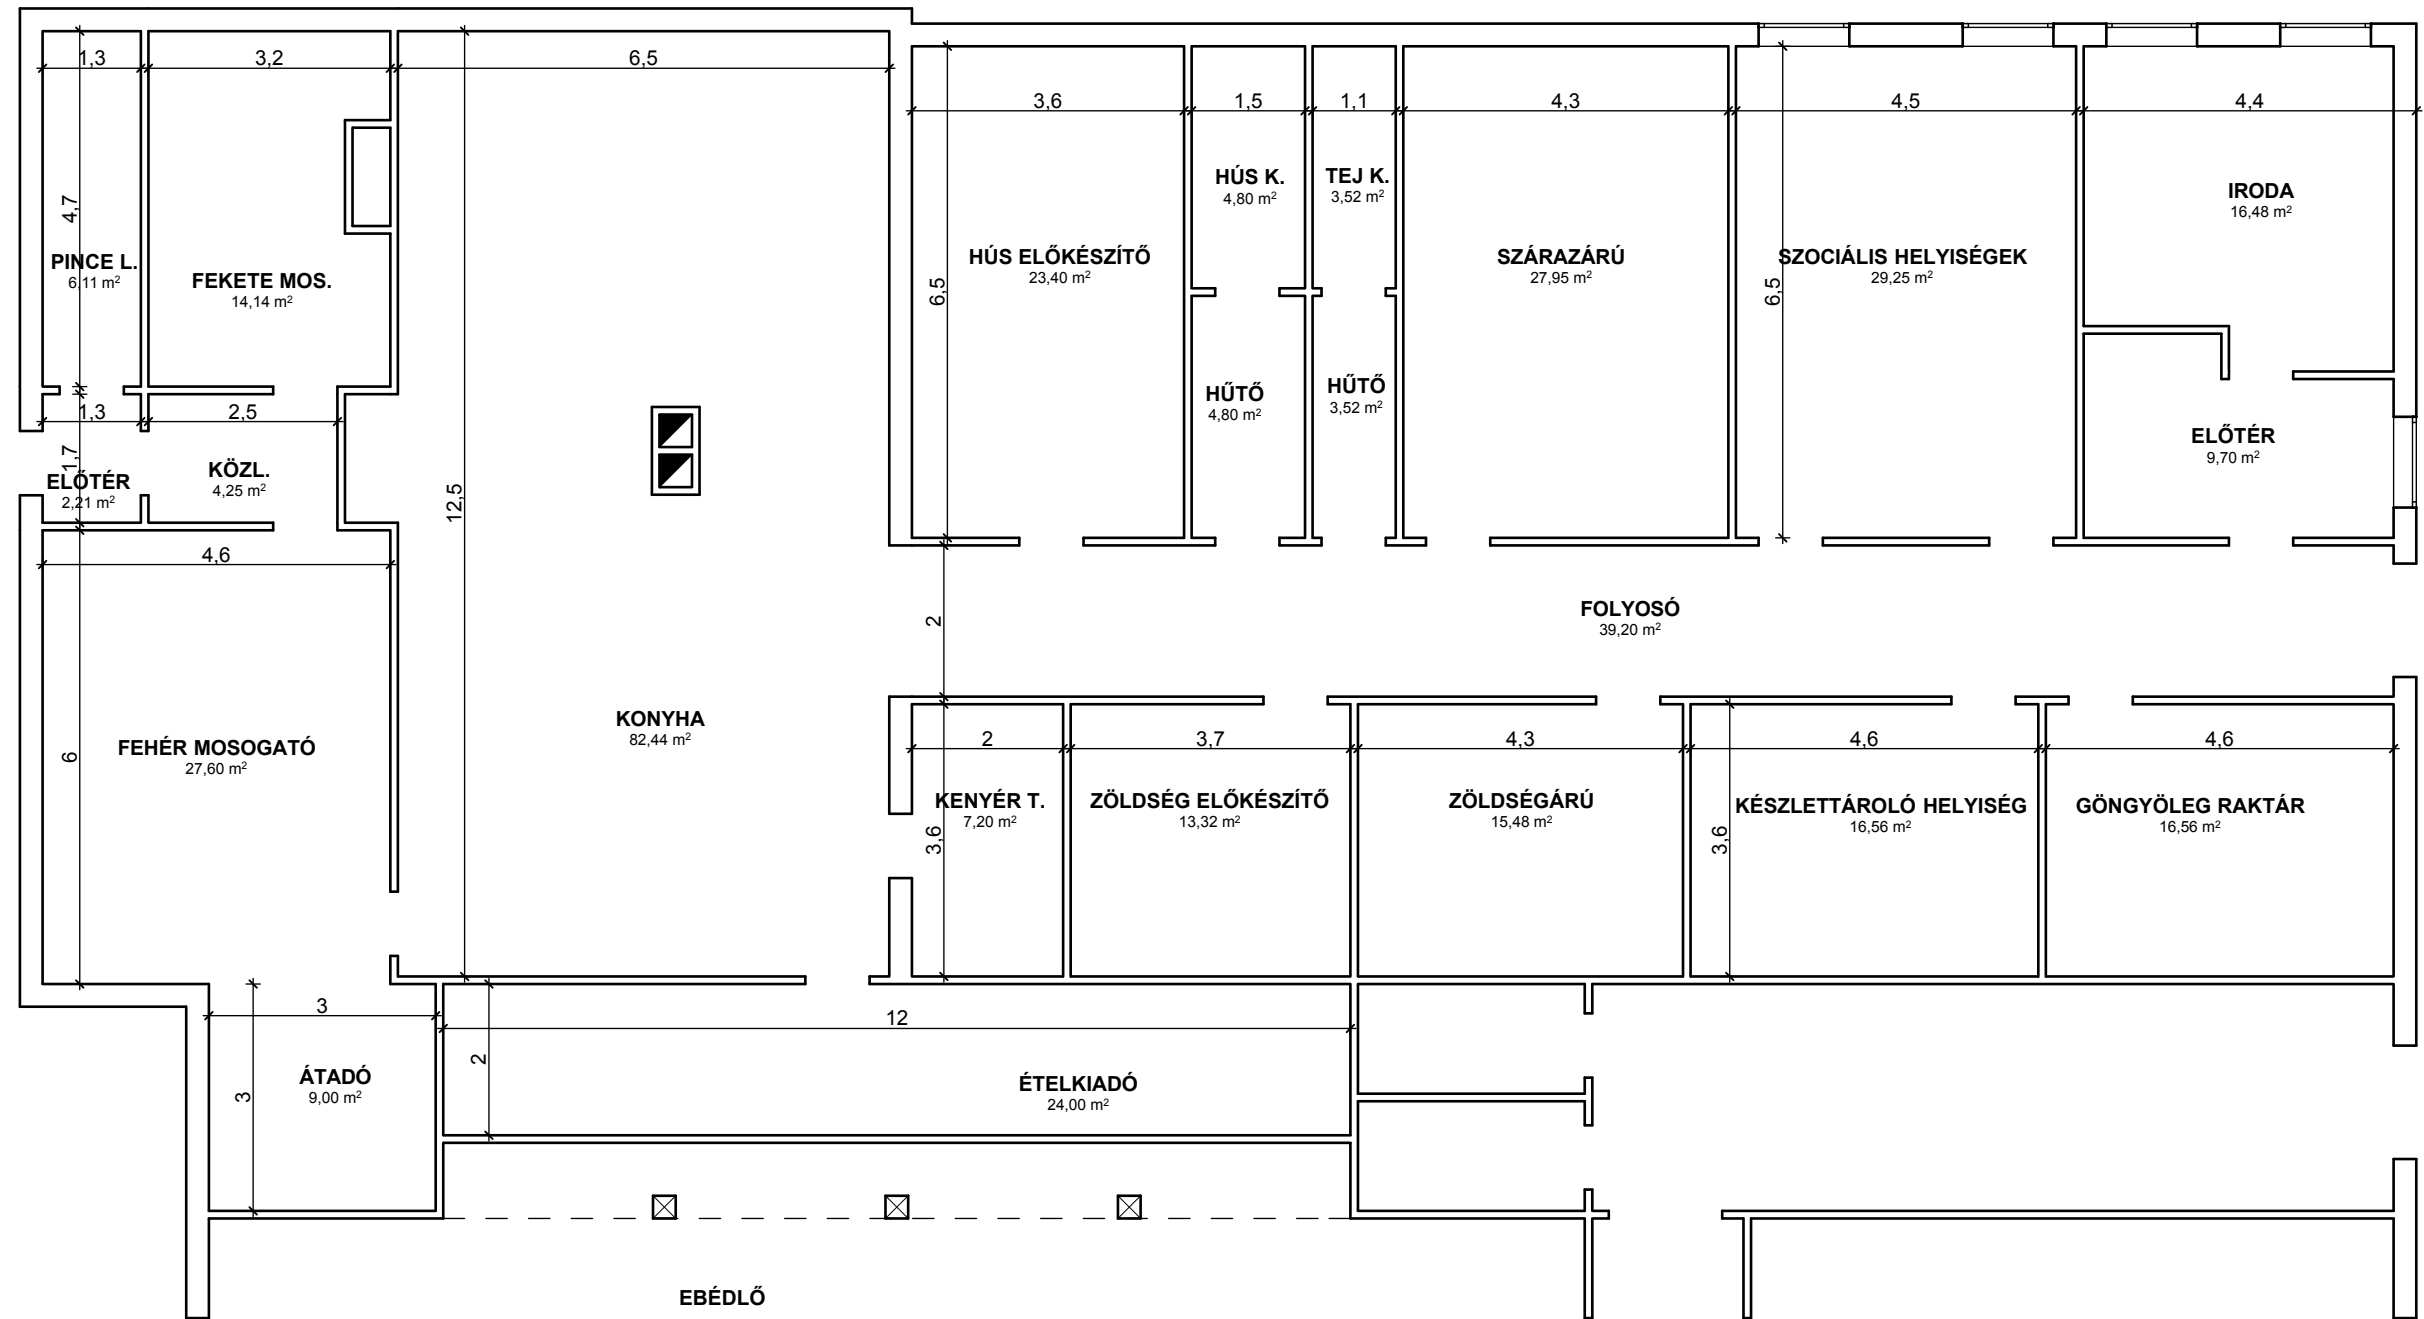 1,3
3,2
6,5
3,6
1,5
1,1
4,3
4,5
4,4
4,7
PINCE L.
6,11 m²
FEKETE MOS.
14,14 m²
12,5
6,5
HÚS ELŐKÉSZÍTŐ
23,40 m²
HÚS K.
4,80 m²
TEJ K.
3,52 m²
SZÁRAZÁRÚ
27,95 m²
6,5
SZOCIÁLIS HELYISÉGEK
29,25 m²
IRODA
16,48 m²
1,3
2,5
1,7
ELŐTÉR
2,21 m²
KÖZL.
4,25 m²
HŰTŐ
4,80 m²
HŰTŐ
3,52 m²
ELŐTÉR
9,70 m²
4,6
2
FOLYOSÓ
39,20 m²
6
FEHÉR MOSOGATÓ
27,60 m²
KONYHA
82,44 m²
2
3,7
4,3
4,6
4,6
3,6
KENYÉR T.
7,20 m²
ZÖLDSÉG ELŐKÉSZÍTŐ
13,32 m²
ZÖLDSÉGÁRÚ
15,48 m²
3,6
KÉSZLETTÁROLÓ HELYISÉG
16,56 m²
GÖNGYÖLEG RAKTÁR
16,56 m²
3
12
3
ÁTADÓ
9,00 m²
2
ÉTELKIADÓ
24,00 m²
EBÉDLŐ